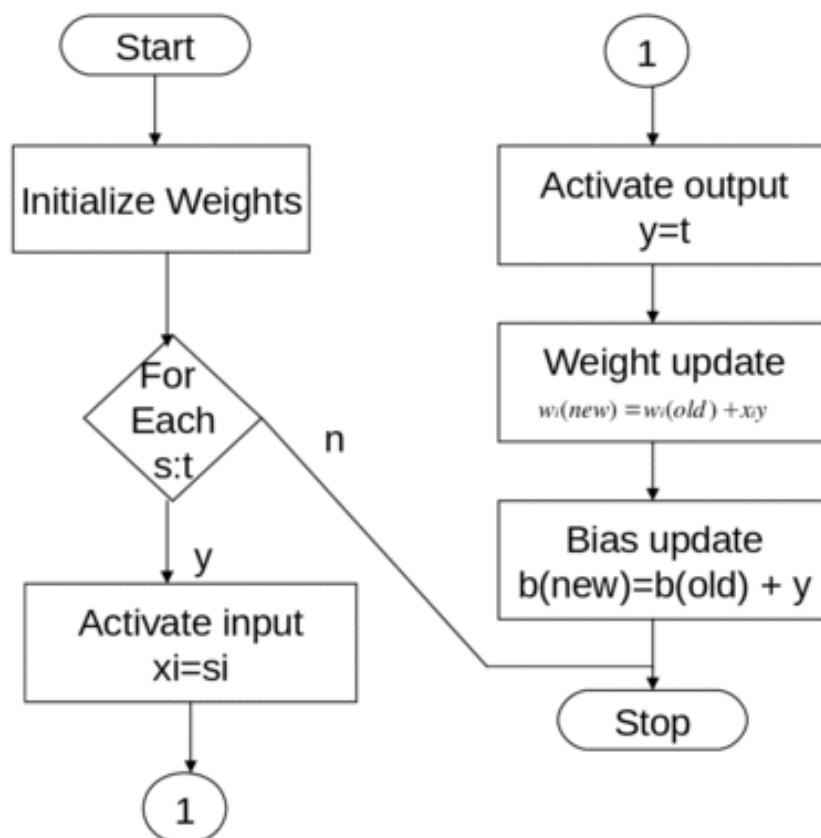 Start
Initialize Weights
For
Each
s:t
n
y
Activate input
xi=si
1
1
Activate output
y=t
Weight update
wi(new) =wi(old) +xiy
Bias update
b(new)=b(old) + y
Stop